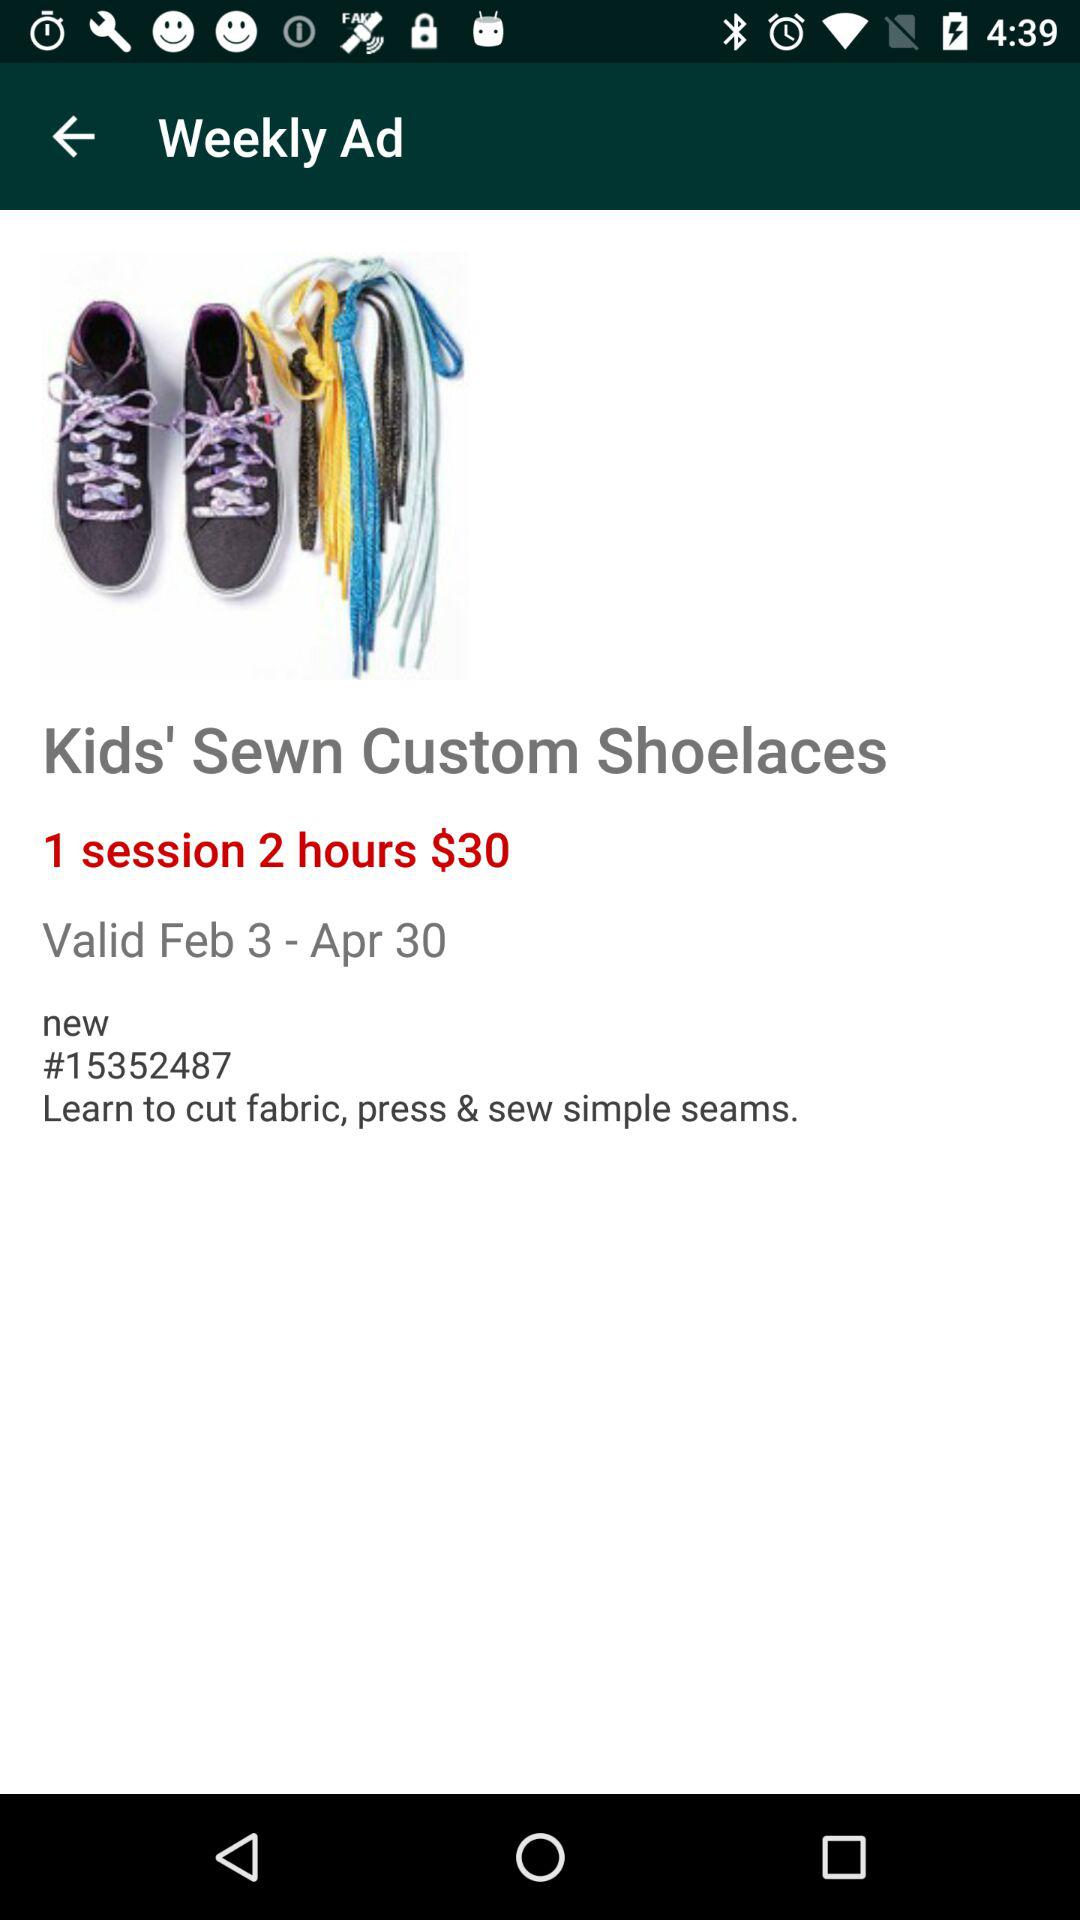 FAKE
4:39
Weekly Ad
Kids' Sewn Custom Shoelaces
1 session 2 hours $30
Valid Feb 3 - Apr 30
new
#15352487
Learn to cut fabric, press & sew simple seams.